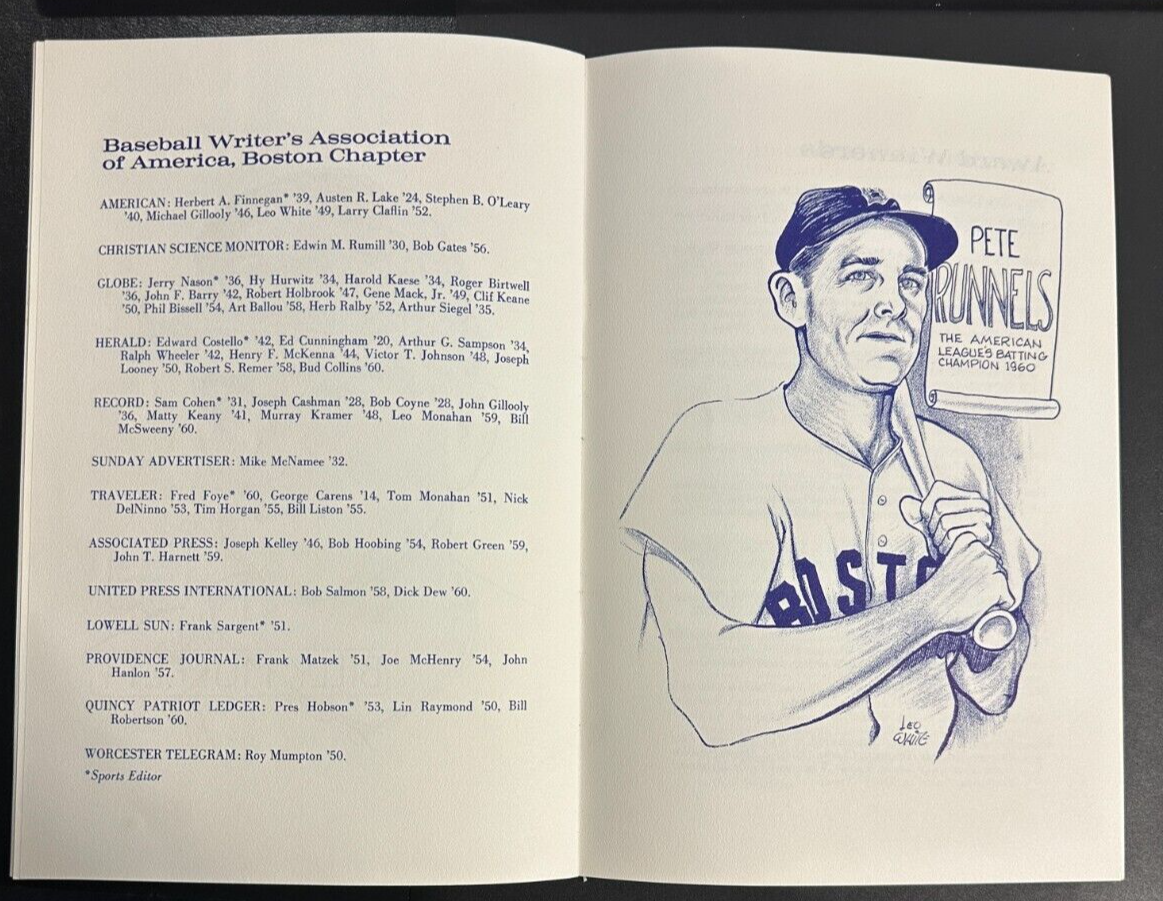 Baseball Writer's Association
of America, Boston Chapter
AMERICAN: Herbert A. Finnegan* '39, Austen R. Lake '24, Stephen B. O'Leary
'40, Michael Gillooly '46, Leo White '49, Larry Claflin '52.
CHRISTIAN SCIENCE MONITOR: Edwin M. Rumill '30, Bob Gates '56.
GLOBE: Jerry Nason* '36, Hy Hurwitz '34, Harold Kaese '34, Roger Birtwell
'36, John F. Barry '42, Robert Holbrook '47, Gene Mack, Jr. '49, Clif Keane
'50, Phil Bissell '54, Art Ballou '58, Herb Ralby '52, Arthur Siegel '35.
HERALD: Edward Costello* '42, Ed Cunningham '20, Arthur G. Sampson '34,
Ralph Wheeler '42, Henry F. McKenna '44, Victor T. Johnson '48, Joseph
Looney '50, Robert S. Remer '58, Bud Collins '60.
RECORD: Sam Cohen* '31, Joseph Cashman '28, Bob Coyne '28, John Gillooly
'36, Matty Keany '41, Murray Kramer '48, Leo Monahan '59, Bill
McSweeny '60.
SUNDAY ADVERTISER: Mike McNamee '32.
TRAVELER: Fred Foye* '60, George Carens '14, Tom Monahan '51, Nick
DelNinno '53, Tim Horgan '55, Bill Liston '55.
ASSOCIATED PRESS: Joseph Kelley '46, Bob Hoobing '54, Robert Green '59,
John T. Harnett '59.
UNITED PRESS INTERNATIONAL: Bob Salmon '58, Dick Dew '60.
LOWELL SUN: Frank Sargent* '51.
PROVIDENCE JOURNAL: Frank Matzek '51, Joe McHenry '54, John
Hanlon '57.
QUINCY PATRIOT LEDGER: Pres Hobson* '53, Lin Raymond '50, Bill
Robertson '60.
WORCESTER TELEGRAM: Roy Mumpton '50.
*Sports Editor
PETE
RUNNELS
THE AMERICAN
LEAGUE'S BATTING
CHAMPION 1960
BOSTO
LEO
WHITE